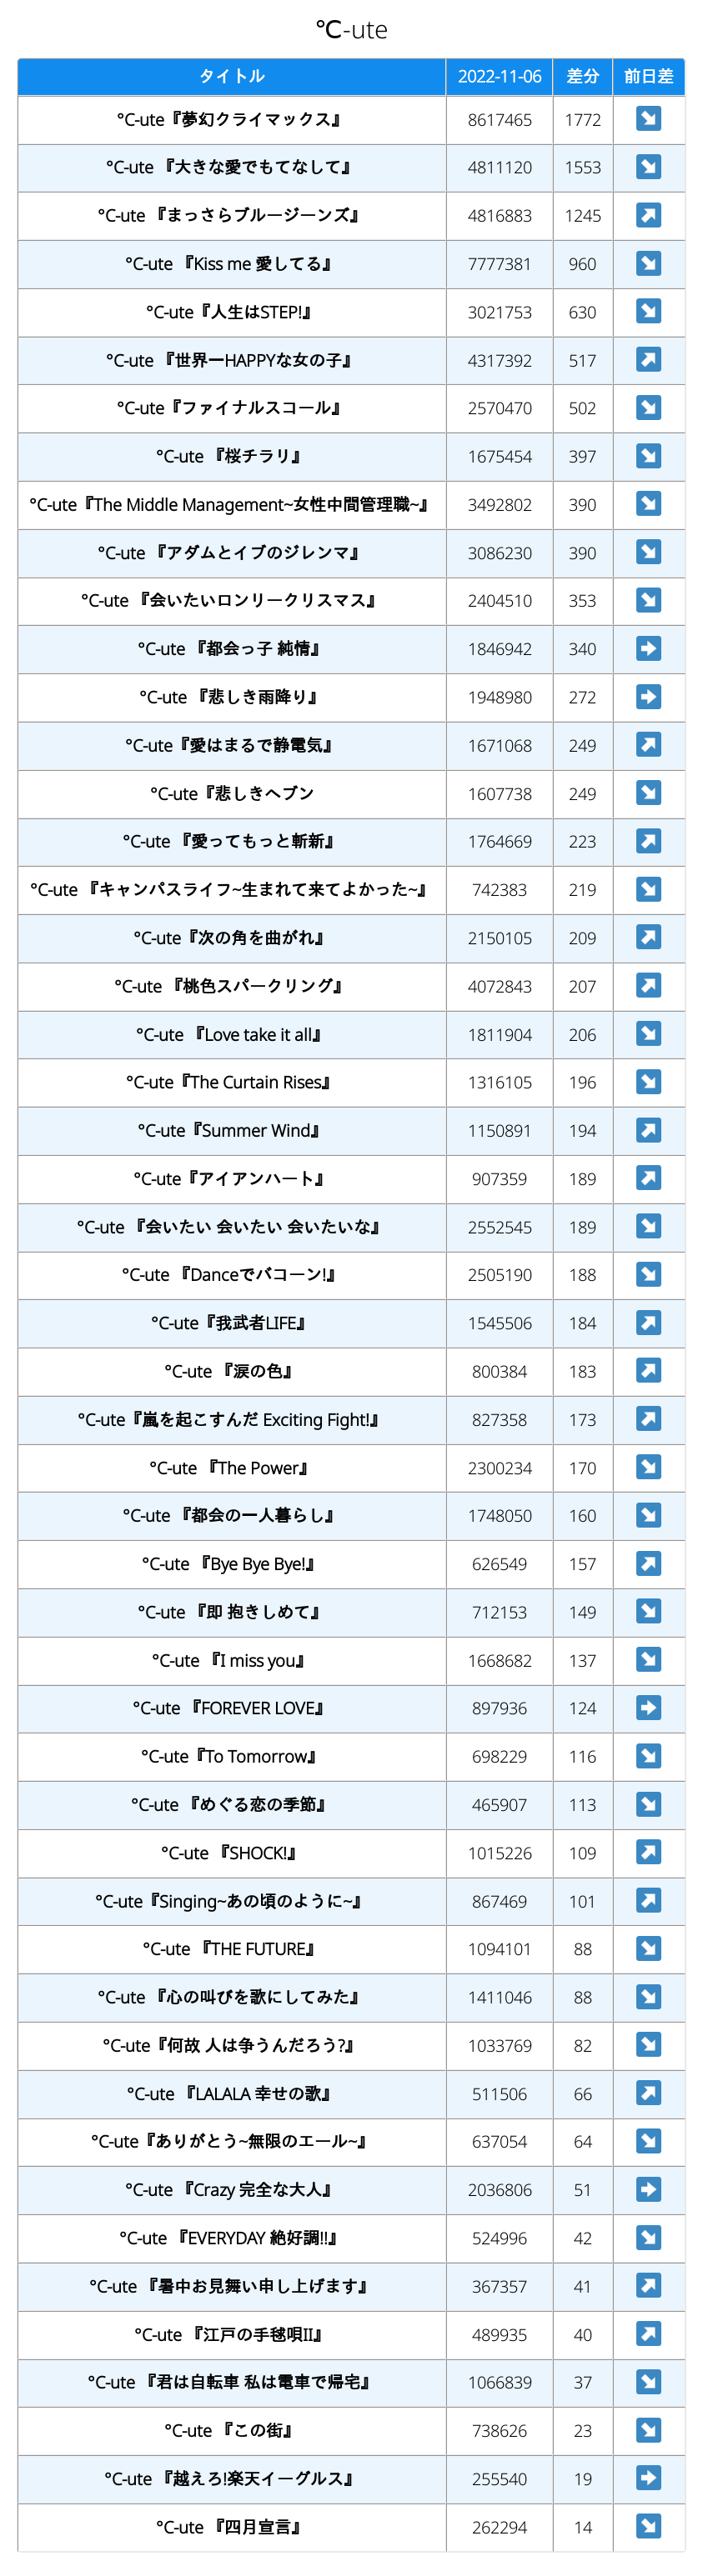 ℃-ute
タイトル 2022-11-06 差分 前日差
°C-ute『夢幻クライマックス』 8617465 1772 ↘
°C-ute 『大きな愛でもてなして』 4811120 1553 ↘
°C-ute 『まっさらブルージーンズ』 4816883 1245 ↗
°C-ute 『Kiss me 愛してる』 7777381 960 ↘
°C-ute『人生はSTEP!』 3021753 630 ↘
°C-ute 『世界一HAPPYな女の子』 4317392 517 ↗
°C-ute『ファイナルスコール』 2570470 502 ↘
°C-ute 『桜チラリ』 1675454 397 ↘
°C-ute『The Middle Management~女性中間管理職~』 3492802 390 ↘
°C-ute 『アダムとイブのジレンマ』 3086230 390 ↘
°C-ute 『会いたいロンリークリスマス』 2404510 353 ↘
°C-ute 『都会っ子 純情』 1846942 340 ➡
°C-ute 『悲しき雨降り』 1948980 272 ➡
°C-ute『愛はまるで静電気』 1671068 249 ↗
°C-ute『悲しきヘブン 1607738 249 ↘
°C-ute 『愛ってもっと斬新』 1764669 223 ↗
°C-ute 『キャンパスライフ~生まれて来てよかった~』 742383 219 ↘
°C-ute『次の角を曲がれ』 2150105 209 ↗
°C-ute 『桃色スパークリング』 4072843 207 ↗
°C-ute 『Love take it all』 1811904 206 ↘
°C-ute『The Curtain Rises』 1316105 196 ↘
°C-ute『Summer Wind』 1150891 194 ↗
°C-ute『アイアンハート』 907359 189 ↗
°C-ute 『会いたい 会いたい 会いたいな』 2552545 189 ↘
°C-ute 『Danceでバコーン!』 2505190 188 ↘
°C-ute『我武者LIFE』 1545506 184 ↗
°C-ute 『涙の色』 800384 183 ↗
°C-ute『嵐を起こすんだ Exciting Fight!』 827358 173 ↗
°C-ute 『The Power』 2300234 170 ↘
°C-ute 『都会の一人暮らし』 1748050 160 ↘
°C-ute 『Bye Bye Bye!』 626549 157 ↗
°C-ute 『即 抱きしめて』 712153 149 ↘
°C-ute 『I miss you』 1668682 137 ↘
°C-ute 『FOREVER LOVE』 897936 124 ➡
°C-ute『To Tomorrow』 698229 116 ↘
°C-ute 『めぐる恋の季節』 465907 113 ↘
°C-ute 『SHOCK!』 1015226 109 ↗
°C-ute『Singing~あの頃のように~』 867469 101 ↗
°C-ute 『THE FUTURE』 1094101 88 ↘
°C-ute 『心の叫びを歌にしてみた』 1411046 88 ↘
°C-ute『何故 人は争うんだろう?』 1033769 82 ↘
°C-ute 『LALALA 幸せの歌』 511506 66 ↗
°C-ute『ありがとう~無限のエール~』 637054 64 ↘
°C-ute 『Crazy 完全な大人』 2036806 51 ➡
°C-ute 『EVERYDAY 絶好調!!』 524996 42 ↘
°C-ute 『暑中お見舞い申し上げます』 367357 41 ↗
°C-ute 『江戸の手毬唄II』 489935 40 ↗
°C-ute 『君は自転車 私は電車で帰宅』 1066839 37 ↘
°C-ute 『この街』 738626 23 ↘
°C-ute 『越えろ!楽天イーグルス』 255540 19 ➡
°C-ute 『四月宣言』 262294 14 ↘